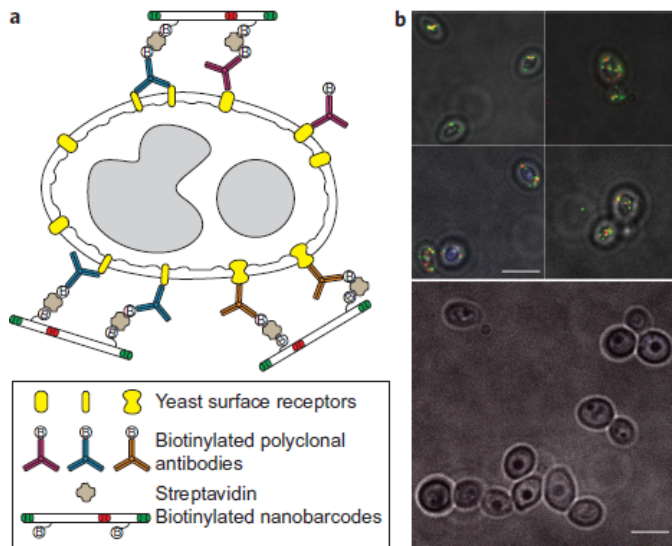 a
b
Yeast surface receptors
Biotinylated polyclonal
antibodies
Streptavidin
Biotinylated nanobarcodes